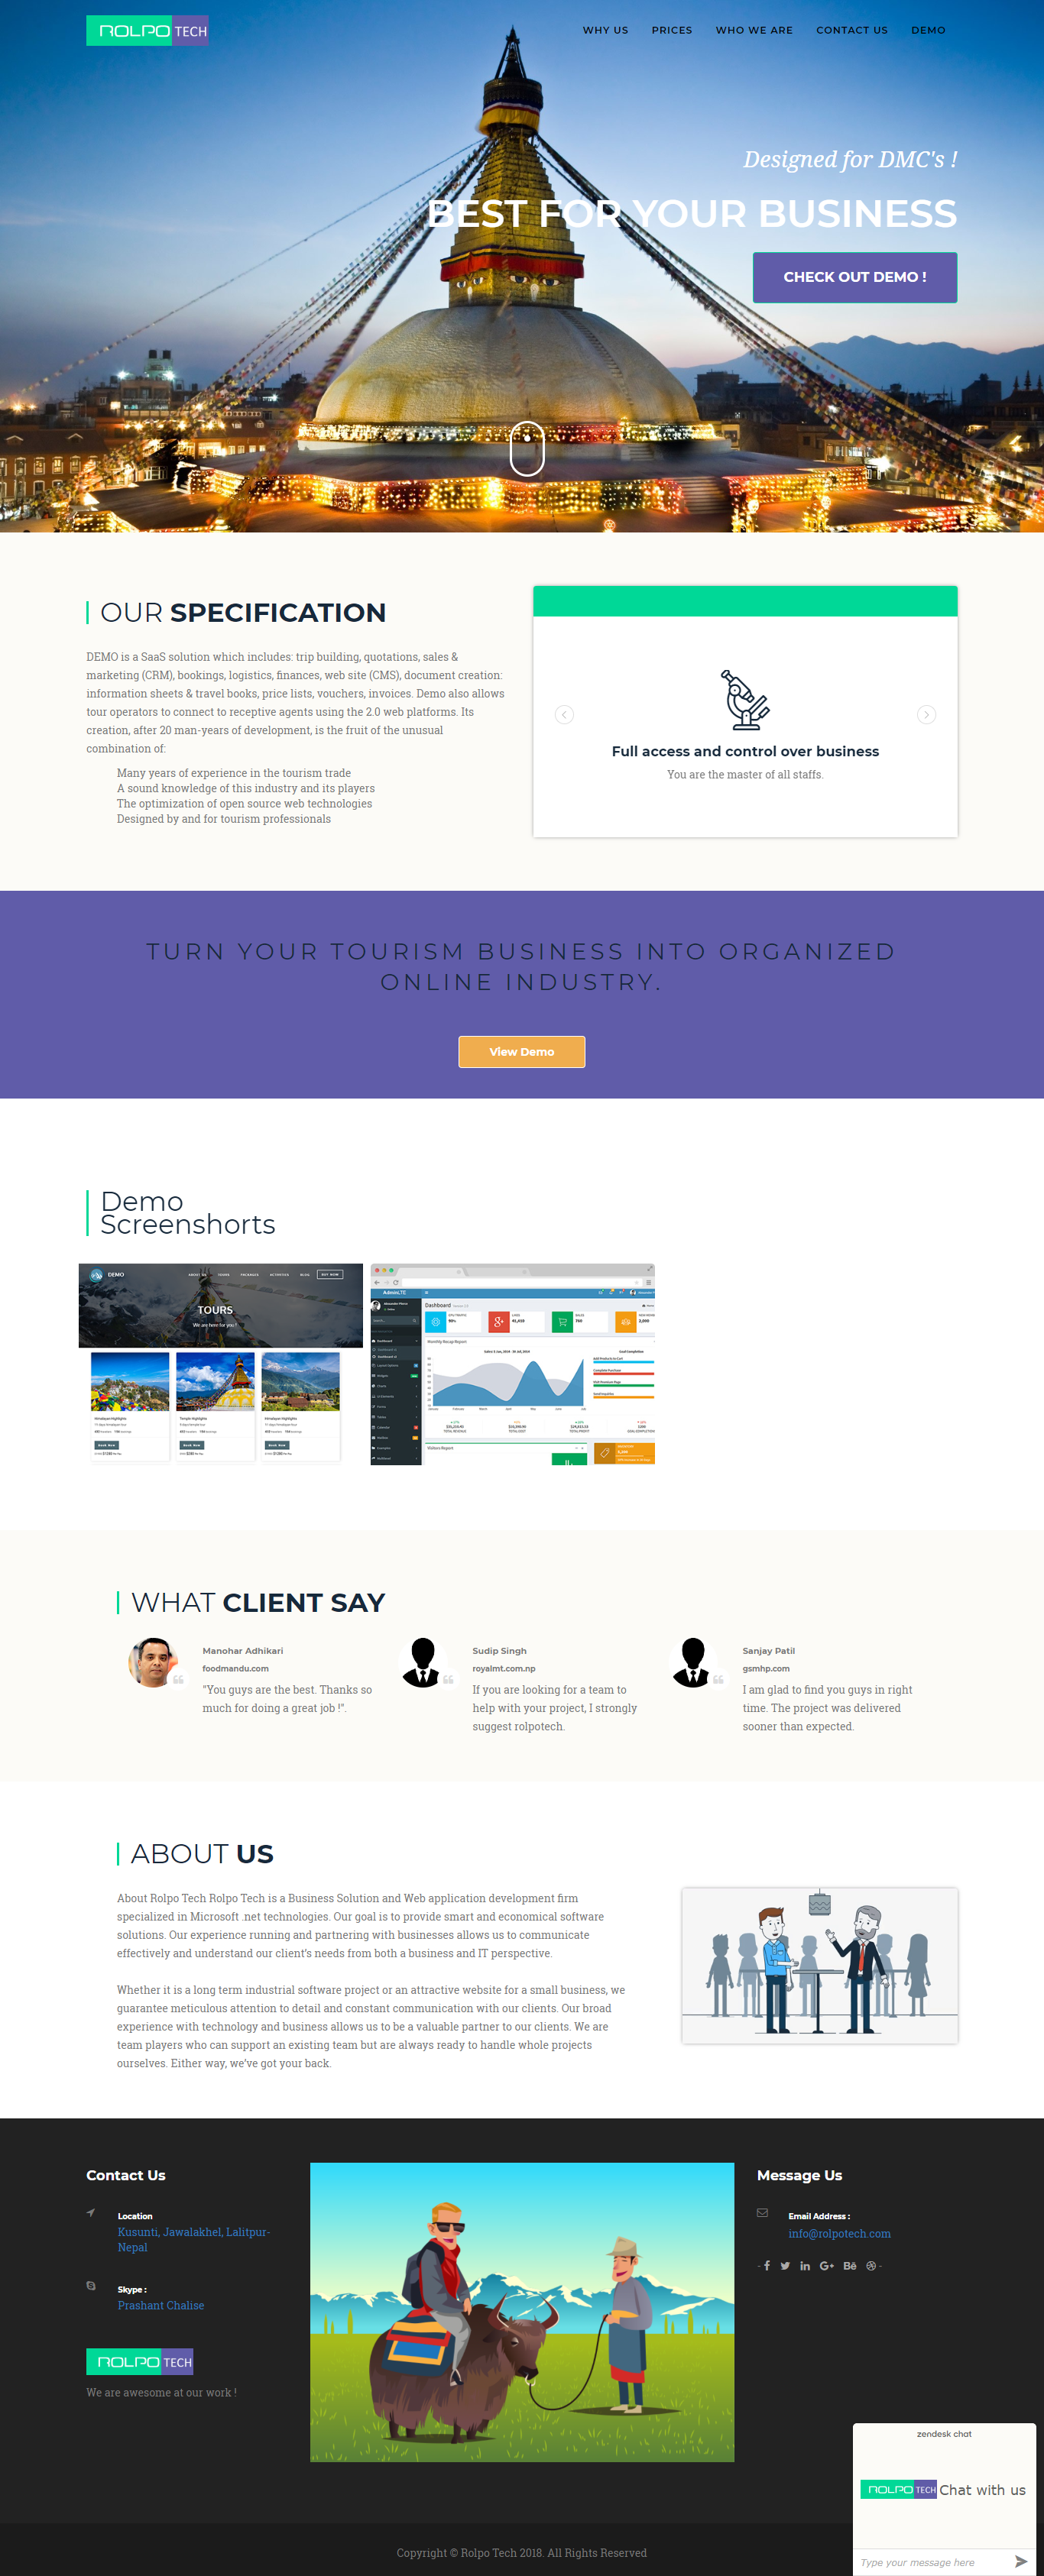 ROLPO TECH
WHY US PRICES WHO WE ARE CONTACT US DEMO
Designed for DMC's !
BEST FOR YOUR BUSINESS
CHECK OUT DEMO !
OUR SPECIFICATION
DEMO is a SaaS solution which includes: trip building, quotations, sales &
marketing (CRM), bookings, logistics, finances, web site (CMS), document creation:
information sheets & travel books, price lists, vouchers, invoices. Demo also allows
tour operators to connect to receptive agents using the 2.0 web platforms. Its
creation, after 20 man-years of development, is the fruit of the unusual
combination of:
Many years of experience in the tourism trade
A sound knowledge of this industry and its players
The optimization of open source web technologies
Designed by and for tourism professionals
Full access and control over business
You are the master of all staffs.
TURN YOUR TOURISM BUSINESS INTO ORGANIZED
ONLINE INDUSTRY.
View Demo
Demo
Screenshorts
DEMO
TOURS
We are here for you !
Book Now
Book Now
Book Now
AdminLTE
Dashboard
WHAT CLIENT SAY
Manohar Adhikari
foodmandu.com
"You guys are the best. Thanks so
much for doing a great job !".
Sudip Singh
royalmt.com.np
If you are looking for a team to
help with your project, I strongly
suggest rolpotech.
Sanjay Patil
gsmhp.com
I am glad to find you guys in right
time. The project was delivered
sooner than expected.
ABOUT US
About Rolpo Tech Rolpo Tech is a Business Solution and Web application development firm
specialized in Microsoft .net technologies. Our goal is to provide smart and economical software
solutions. Our experience running and partnering with businesses allows us to communicate
effectively and understand our client's needs from both a business and IT perspective.
Whether it is a long term industrial software project or an attractive website for a small business, we
guarantee meticulous attention to detail and constant communication with our clients. Our broad
experience with technology and business allows us to be a valuable partner to our clients. We are
team players who can support an existing team but are always ready to handle whole projects
ourselves. Either way, we've got your back.
Contact Us
Location
Kusunti, Jawalakhel, Lalitpur-
Nepal
Skype :
Prashant Chalise
ROLPO TECH
We are awesome at our work !
Message Us
Email Address :
info@rolpotech.com
zendesk chat
ROLPO TECH Chat with us
Type your message here
Copyright © Rolpo Tech 2018. All Rights Reserved